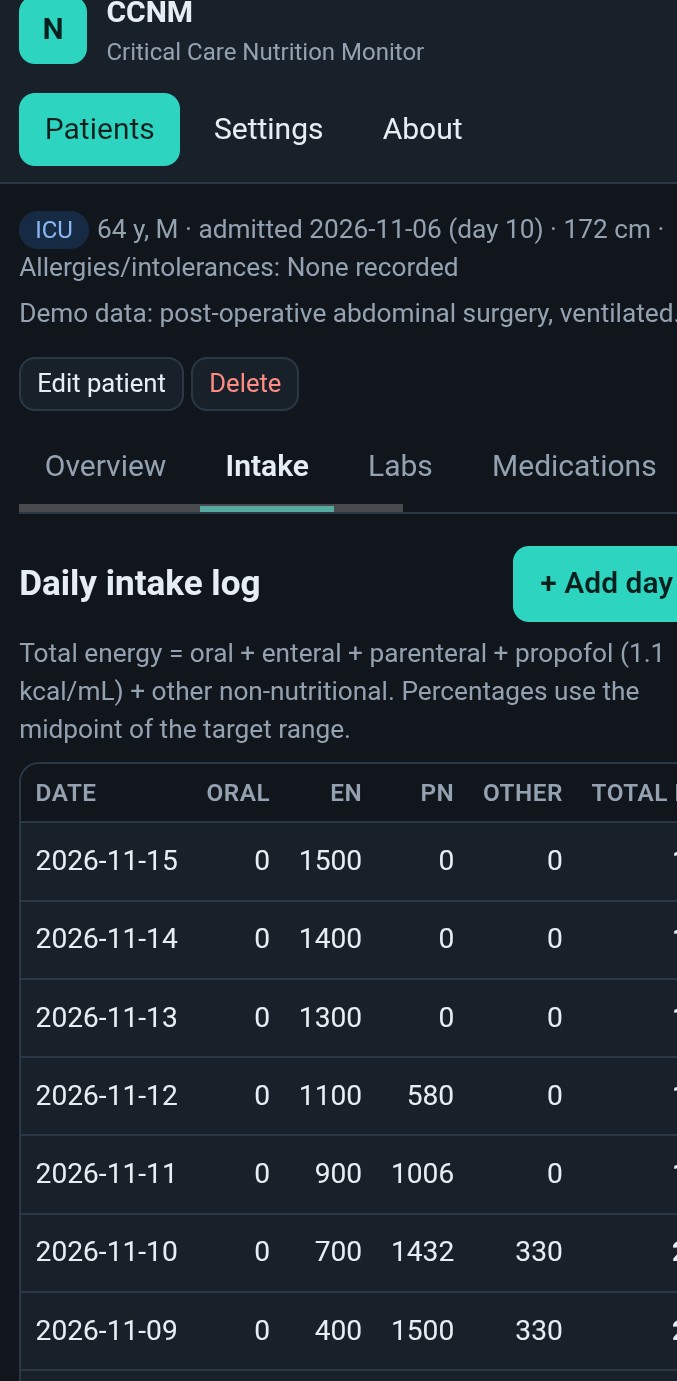 N
CCNM
Critical Care Nutrition Monitor
Patients Settings About
ICU 64 y, M · admitted 2026-11-06 (day 10) · 172 cm ·
Allergies/intolerances: None recorded
Demo data: post-operative abdominal surgery, ventilated.
Edit patient Delete
Overview Intake Labs Medications
Daily intake log + Add day
Total energy = oral + enteral + parenteral + propofol (1.1
kcal/mL) + other non-nutritional. Percentages use the
midpoint of the target range.
DATE ORAL EN PN OTHER TOTAL
2026-11-15 0 1500 0 0
2026-11-14 0 1400 0 0
2026-11-13 0 1300 0 0
2026-11-12 0 1100 580 0
2026-11-11 0 900 1006 0
2026-11-10 0 700 1432 330
2026-11-09 0 400 1500 330